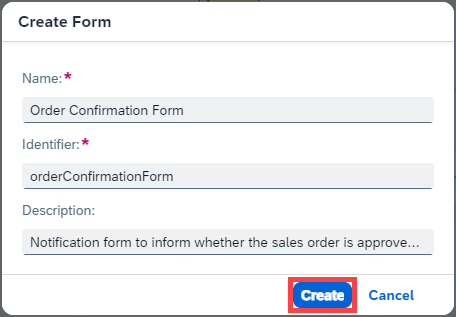 Create Form
Name:*
Order Confirmation Form
Identifier:*
orderConfirmationForm
Description:
Notification form to inform whether the sales order is approve...
Create Cancel